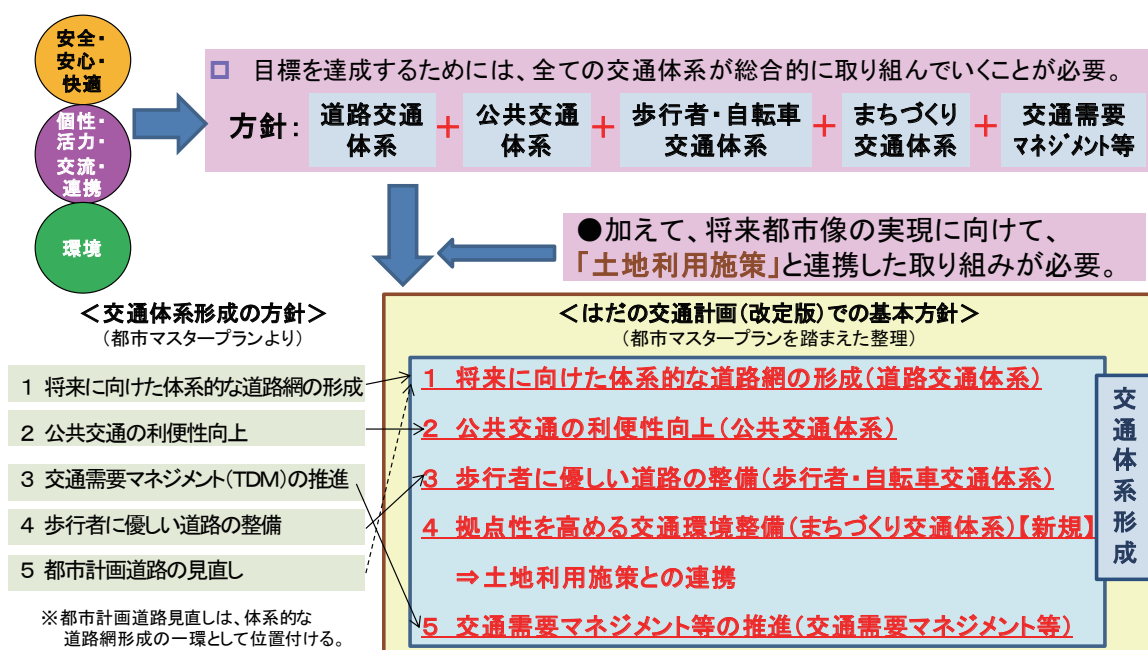 安全・
安心・
快適
個性・
活力・
交流・
連携
環境
目標を達成するためには、全ての交通体系が総合的に取り組んでいくことが必要。
方針:
道路交通
体系
+
公共交通
体系
+
歩行者・自転車
交通体系
+
まちづくり
交通体系
+
交通需要
マネジメント等
●加えて、将来都市像の実現に向けて、
「土地利用施策」と連携した取り組みが必要。
<交通体系形成の方針>
(都市マスタープランより)
1 将来に向けた体系的な道路網の形成
2 公共交通の利便性向上
3 交通需要マネジメント(TDM)の推進
4 歩行者に優しい道路の整備
5 都市計画道路の見直し
※都市計画道路見直しは、体系的な
道路網形成の一環として位置付ける。
<はだの交通計画(改定版)での基本方針>
(都市マスタープランを踏まえた整理)
1 将来に向けた体系的な道路網の形成(道路交通体系)
2 公共交通の利便性向上(公共交通体系)
3 歩行者に優しい道路の整備(歩行者・自転車交通体系)
4 拠点性を高める交通環境整備(まちづくり交通体系)【新規】
⇒土地利用施策との連携
5 交通需要マネジメント等の推進(交通需要マネジメント等)
交通体系形成